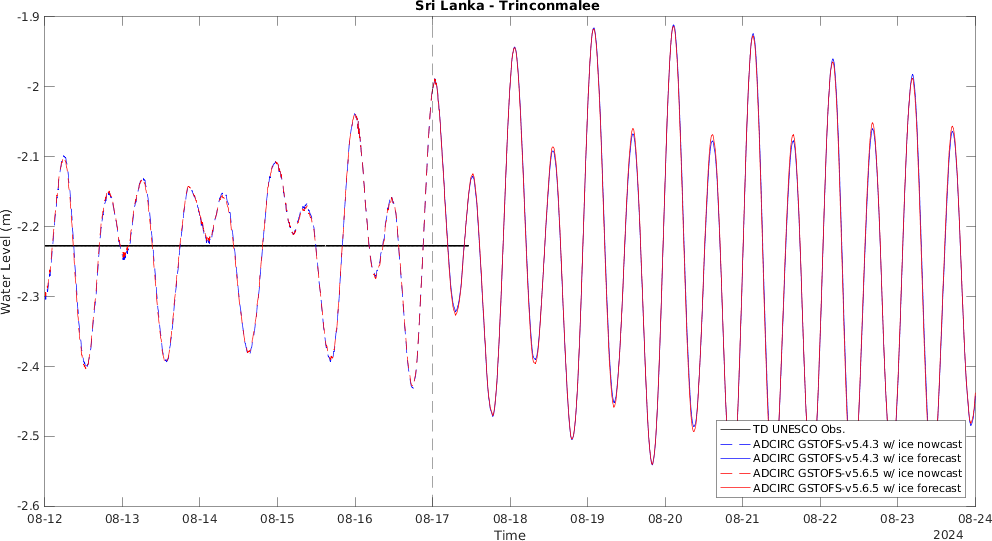 Sri Lanka - Trinconmalee
Water Level (m)
-1.9
-2
-2.1
-2.2
-2.3
-2.4
-2.5
-2.6
TD UNESCO Obs.
ADCIRC GSTOFS-v5.4.3 w/ ice nowcast
ADCIRC GSTOFS-v5.4.3 w/ ice forecast
ADCIRC GSTOFS-v5.6.5 w/ ice nowcast
ADCIRC GSTOFS-v5.6.5 w/ ice forecast
08-12 08-13 08-14 08-15 08-16 08-17 08-18 08-19 08-20 08-21 08-22 08-23 08-24
Time
2024